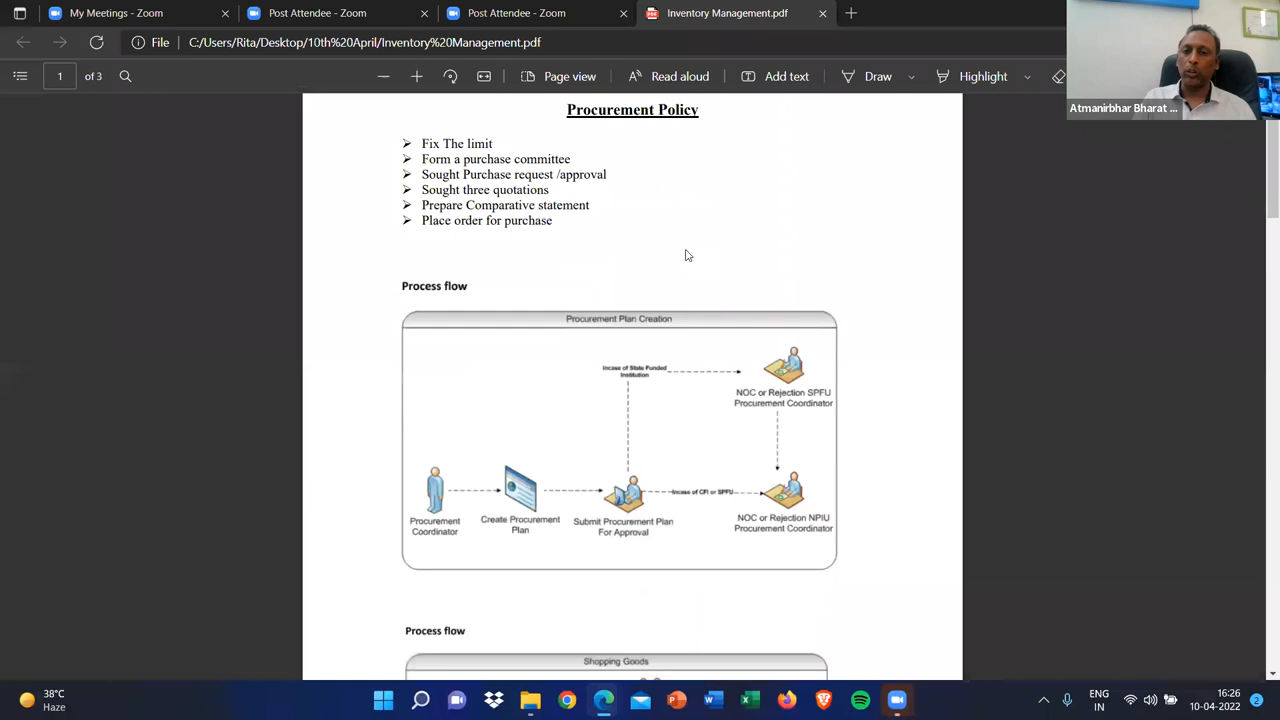 My Meetings - Zoom
Post Attendee - Zoom
Post Attendee - Zoom
Inventory Management.pdf
File
C:/Users/Rita/Desktop/10th%20April/Inventory%20Management.pdf
1
of 3
Page view
Read aloud
Add text
Draw
Highlight
Atmanirbhar Bharat ...
Procurement Policy
Fix The limit
Form a purchase committee
Sought Purchase request /approval
Sought three quotations
Prepare Comparative statement
Place order for purchase
Process flow
Procurement Plan Creation
Incase of State Funded
Institution
NOC or Rejection SPFU
Procurement Coordinator
Incase of CFI or SPFU
Procurement
Coordinator
Create Procurement
Plan
Submit Procurement Plan
For Approval
NOC or Rejection NPIU
Procurement Coordinator
Process flow
Shopping Goods
38°C
Haze
ENG
IN
16:26
10-04-2022
2